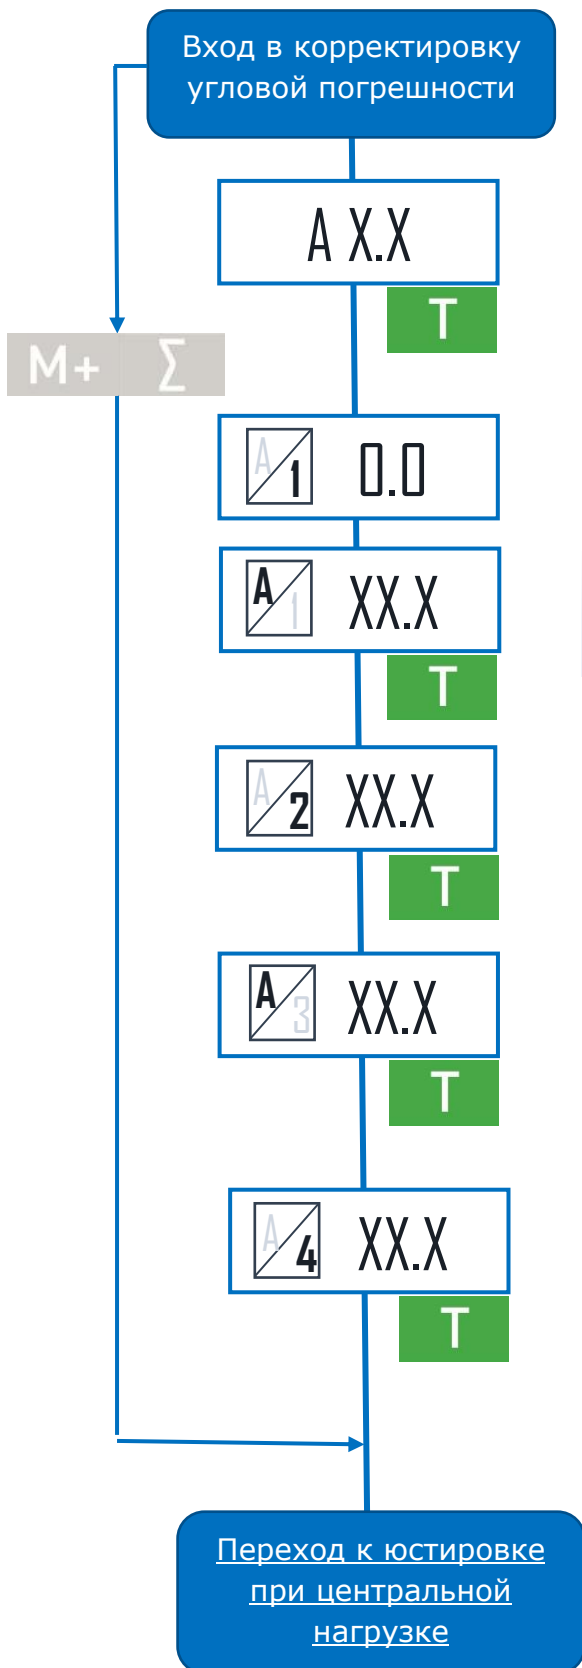 Вход в корректировку
угловой погрешности
A X.X
T
M+ Σ
A/1 0.0
A/1 XX.X
T
A/2 XX.X
T
A/3 XX.X
T
A/4 XX.X
T
Переход к юстировке
при центральной
нагрузке